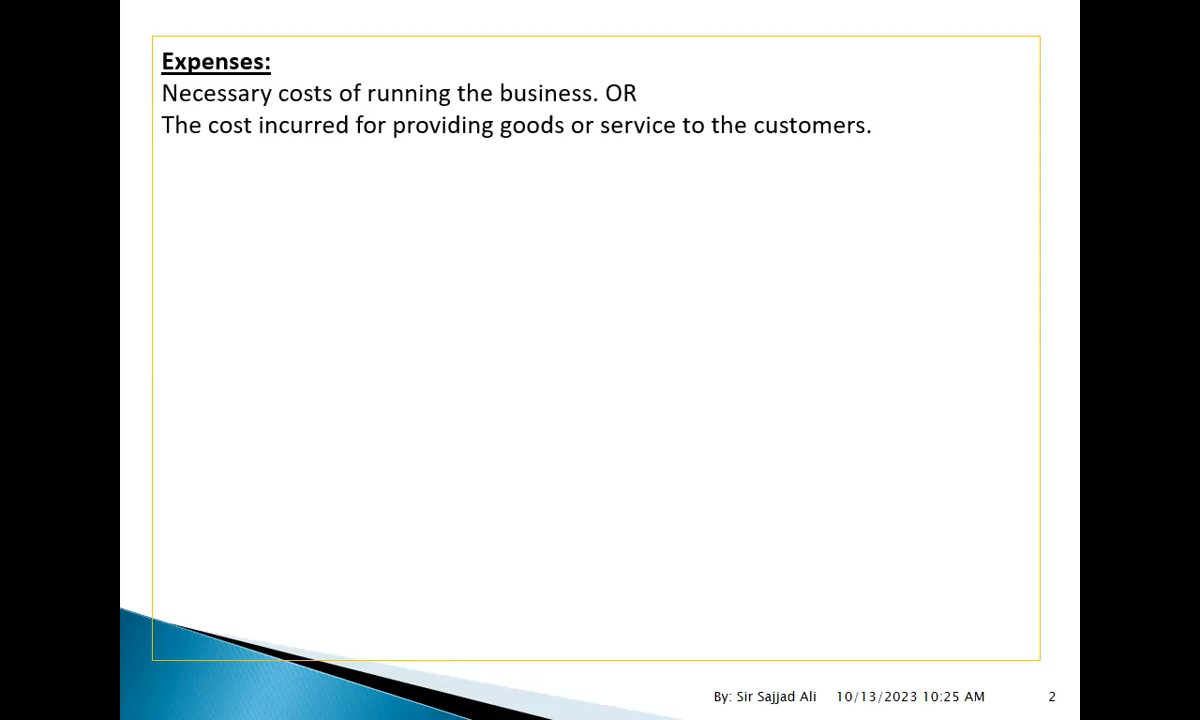 Expenses:
Necessary costs of running the business. OR
The cost incurred for providing goods or service to the customers.
By: Sir Sajjad Ali 10/13/2023 10:25 AM 2